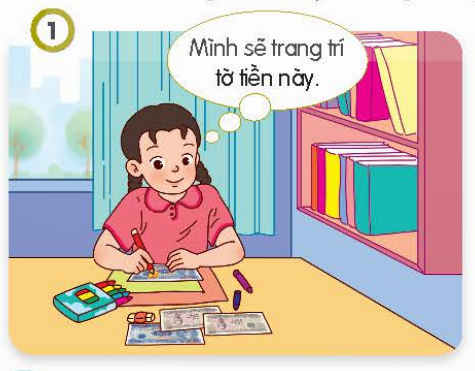 1
Mình sẽ trang trí
tờ tiền này.